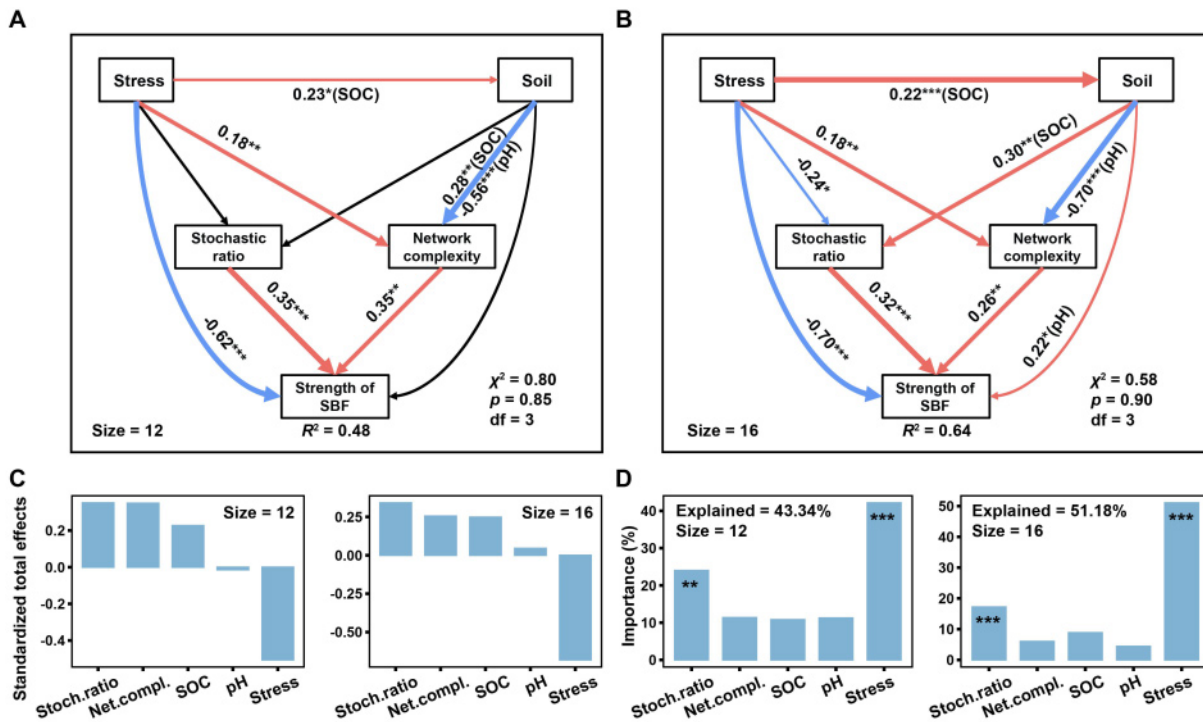 A
Stress
Soil
0.23*(SOC)
0.18**
0.28**(SOC)
-0.56***(pH)
Stochastic
ratio
Network
complexity
0.35***
0.35**
-0.62***
Strength of
SBF
χ² = 0.80
p = 0.85
df = 3
Size = 12
R² = 0.48
B
Stress
Soil
0.22***(SOC)
0.18**
0.30**(SOC)
-0.24*
-0.70***(pH)
Stochastic
ratio
Network
complexity
0.32***
0.26**
-0.70***
0.22*(pH)
Strength of
SBF
χ² = 0.58
p = 0.90
df = 3
Size = 16
R² = 0.64
C
Standardized total effects
Size = 12
0.2
0.0
-0.2
-0.4
Stoch.ratio
Net.compl.
SOC
pH
Stress
Size = 16
0.25
0.00
-0.25
-0.50
Stoch.ratio
Net.compl.
SOC
pH
Stress
D
Importance (%)
Explained = 43.34%
Size = 12
40
30
20
10
0
**
***
Stoch.ratio
Net.compl.
SOC
pH
Stress
Explained = 51.18%
Size = 16
50
40
30
20
10
0
***
***
Stoch.ratio
Net.compl.
SOC
pH
Stress